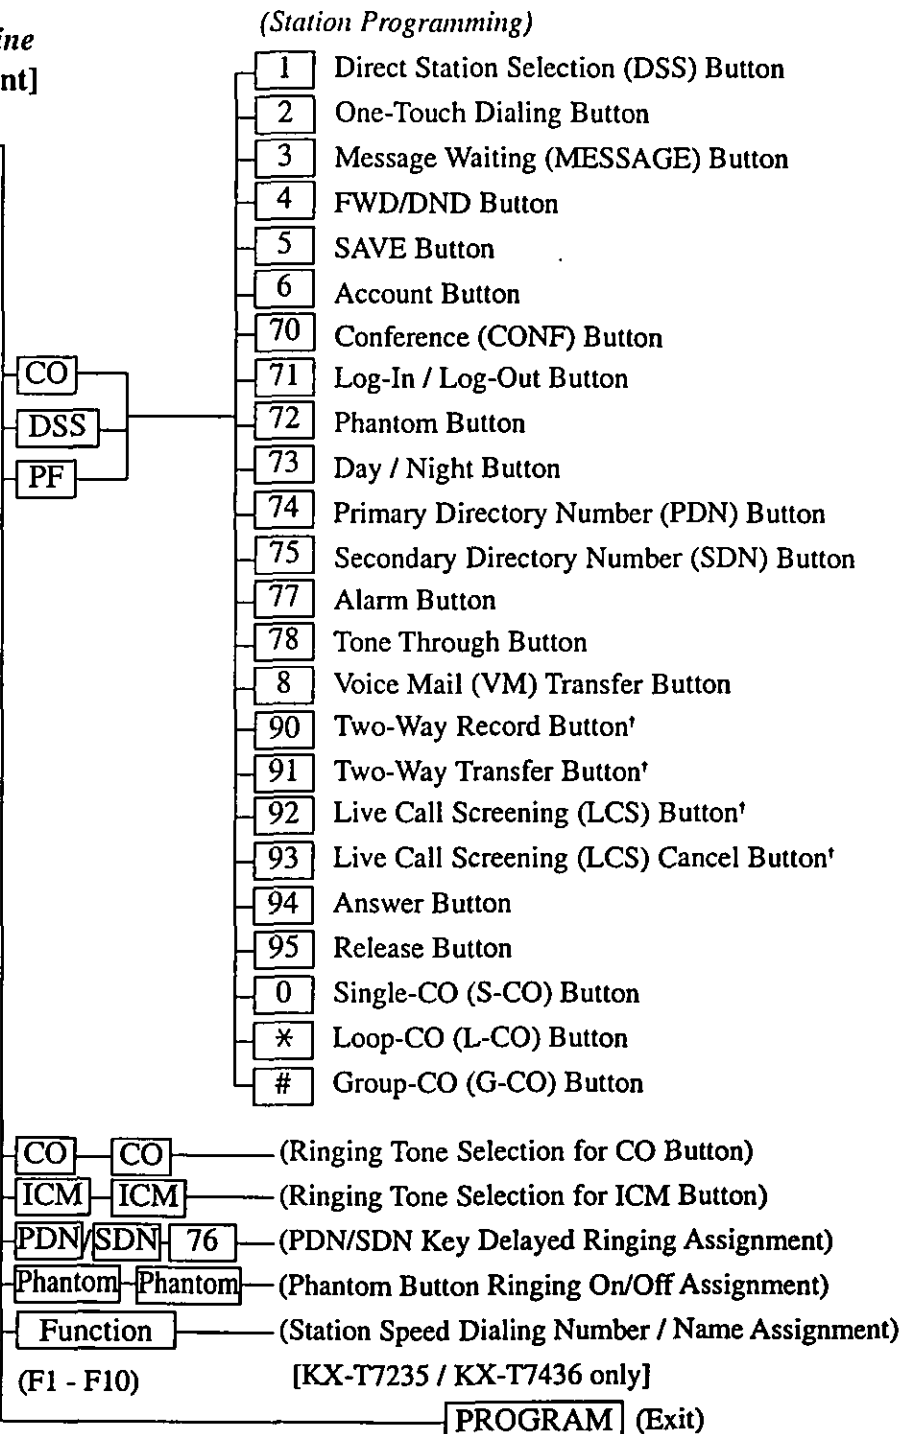 (Station Programming)
nt]
1 Direct Station Selection (DSS) Button
2 One-Touch Dialing Button
3 Message Waiting (MESSAGE) Button
4 FWD/DND Button
5 SAVE Button
6 Account Button
70 Conference (CONF) Button
71 Log-In / Log-Out Button
72 Phantom Button
73 Day / Night Button
74 Primary Directory Number (PDN) Button
75 Secondary Directory Number (SDN) Button
77 Alarm Button
78 Tone Through Button
8 Voice Mail (VM) Transfer Button
90 Two-Way Record Button†
91 Two-Way Transfer Button†
92 Live Call Screening (LCS) Button†
93 Live Call Screening (LCS) Cancel Button†
94 Answer Button
95 Release Button
0 Single-CO (S-CO) Button
* Loop-CO (L-CO) Button
# Group-CO (G-CO) Button
CO
DSS
PF
CO CO (Ringing Tone Selection for CO Button)
ICM ICM (Ringing Tone Selection for ICM Button)
PDN/SDN 76 (PDN/SDN Key Delayed Ringing Assignment)
Phantom Phantom (Phantom Button Ringing On/Off Assignment)
Function (Station Speed Dialing Number / Name Assignment)
(F1 - F10) [KX-T7235 / KX-T7436 only]
PROGRAM (Exit)